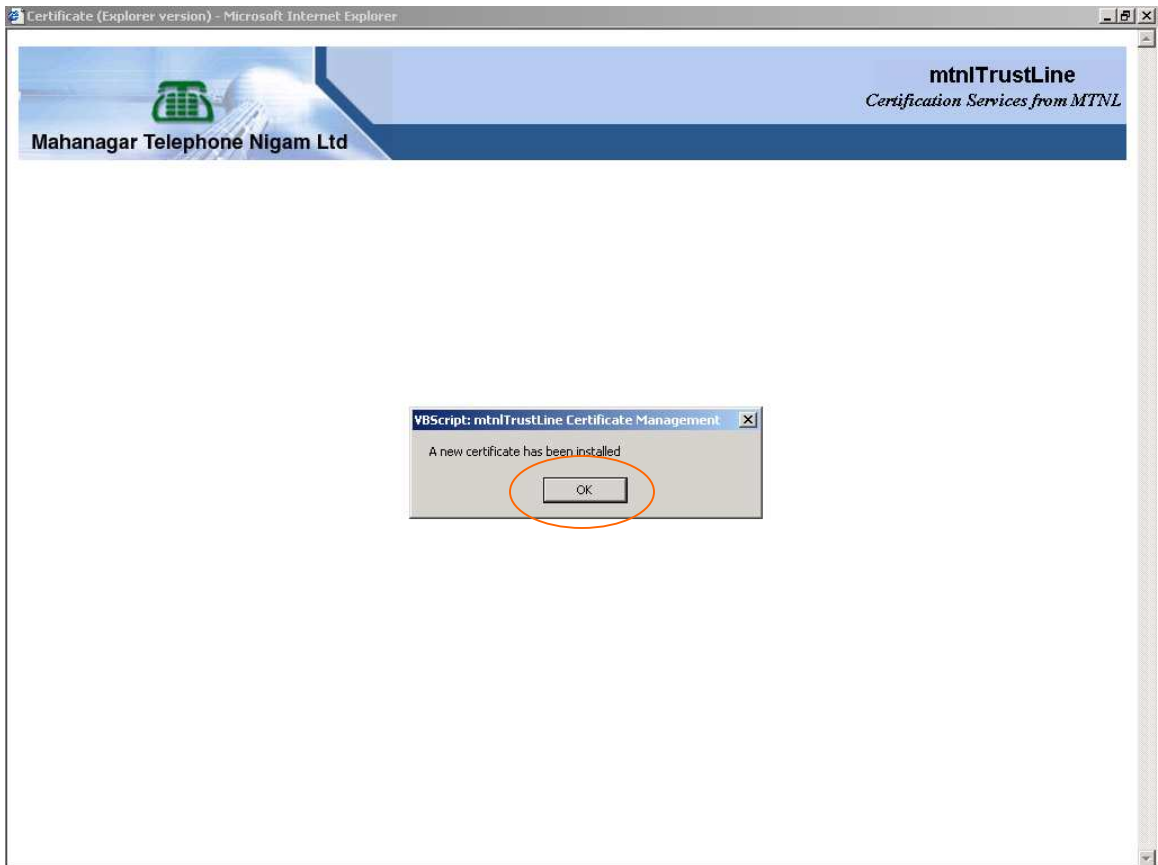 Certificate (Explorer version) - Microsoft Internet Explorer
mtnlTrustLine
Certification Services from MTNL
Mahanagar Telephone Nigam Ltd
VBScript: mtnlTrustLine Certificate Management
A new certificate has been installed
OK